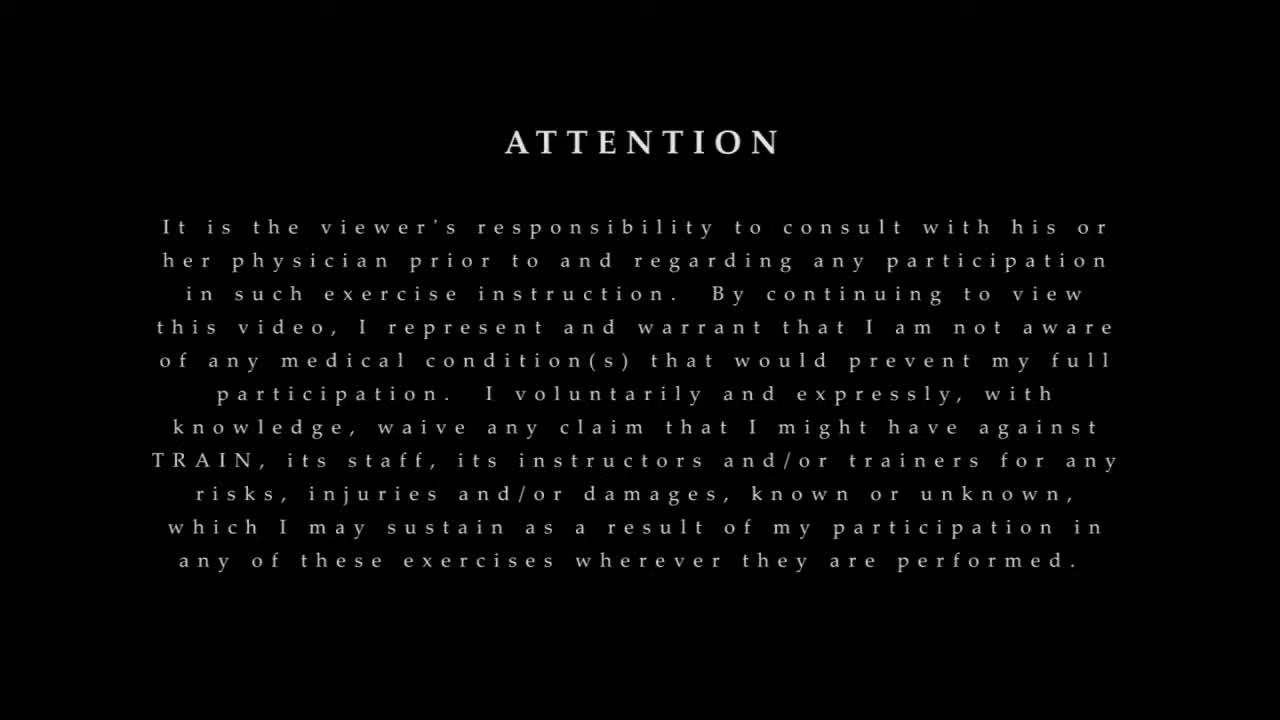 ATTENTION
It is the viewer's responsibility to consult with his or
her physician prior to and regarding any participation
in such exercise instruction. By continuing to view
this video, I represent and warrant that I am not aware
of any medical condition(s) that would prevent my full
participation. I voluntarily and expressly, with
knowledge, waive any claim that I might have against
TRAIN, its staff, its instructors and/or trainers for any
risks, injuries and/or damages, known or unknown,
which I may sustain as a result of my participation in
any of these exercises wherever they are performed.